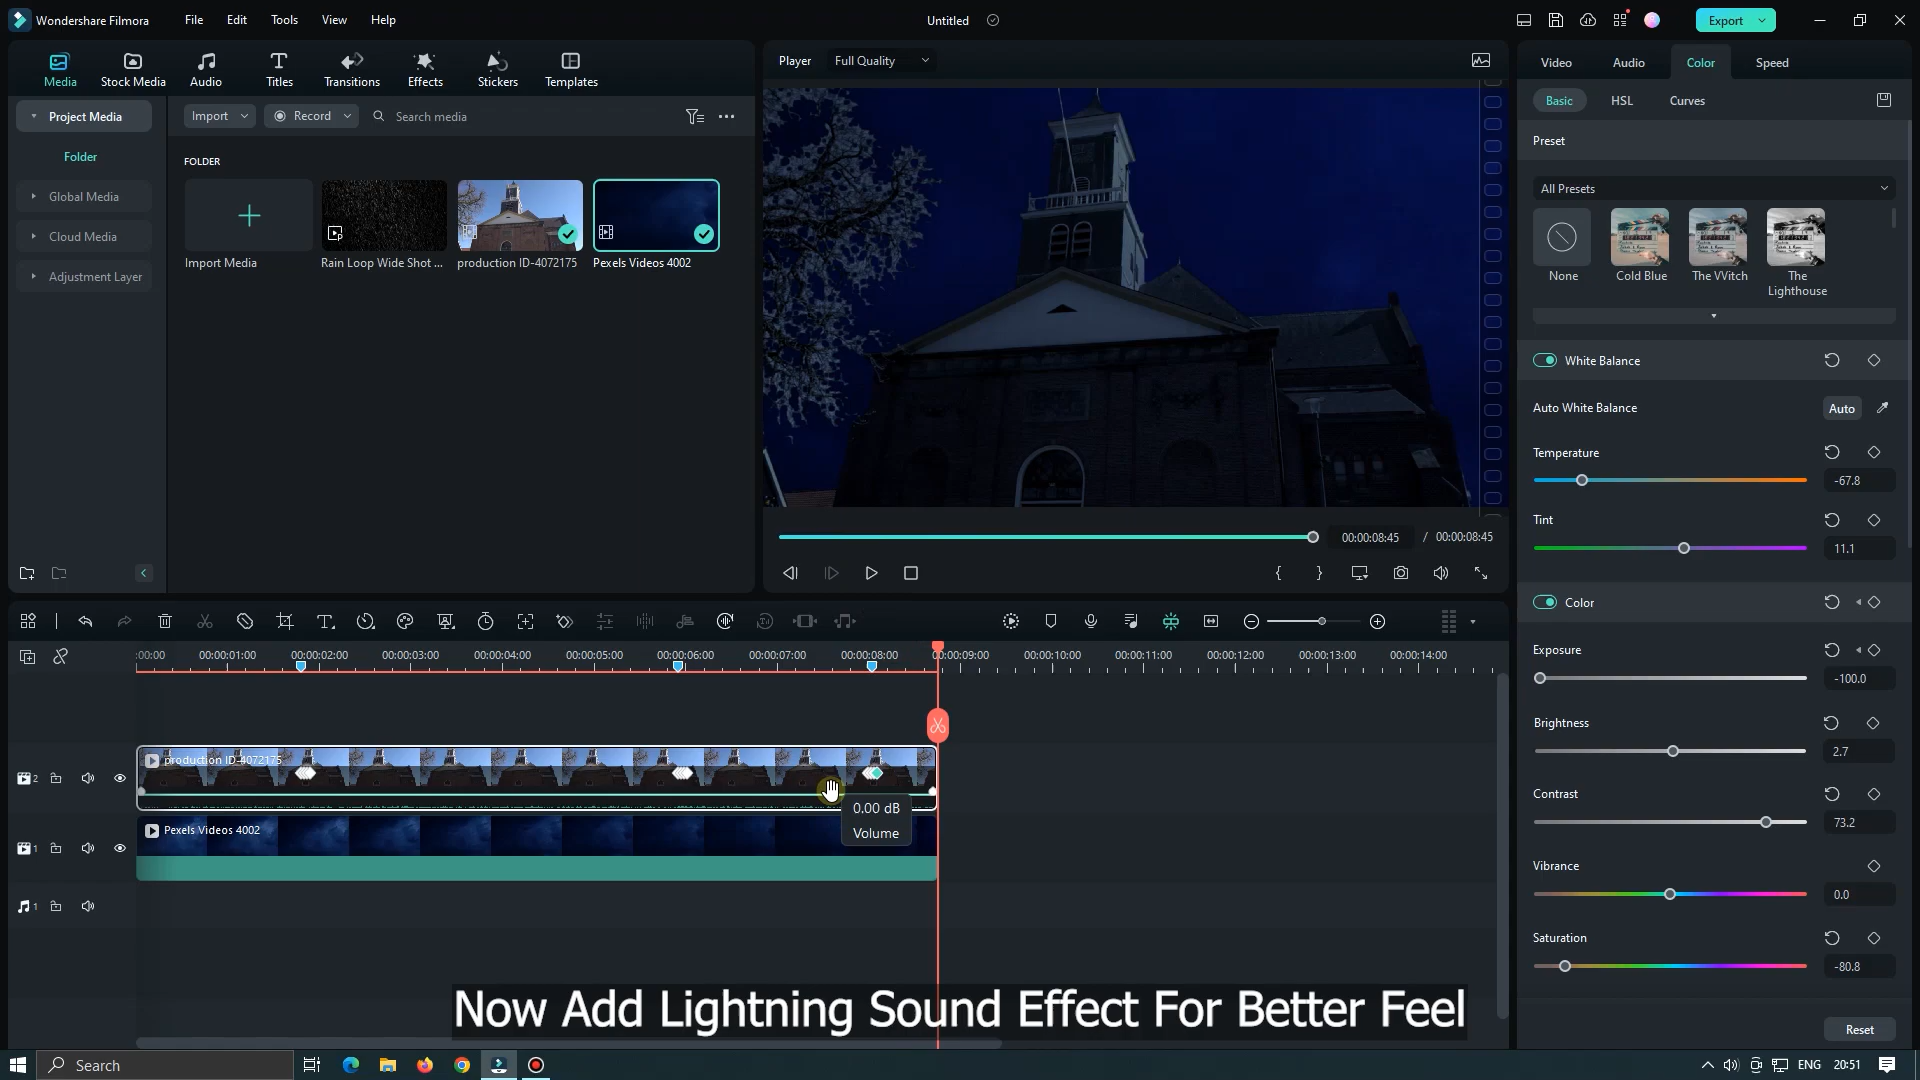 Wondershare Filmora
File Edit Tools View Help
Untitled
Export
Media Stock Media Audio Titles Transitions Effects Stickers Templates
Player Full Quality
Video Audio Color Speed
Project Media
Import Record Search media
Basic HSL Curves
Folder
FOLDER
Preset
Global Media
All Presets
Cloud Media
Adjustment Layer
Import Media Rain Loop Wide Shot ... production ID-4072175 Pexels Videos 4002
None Cold Blue The VVitch The
Lighthouse
White Balance
Auto White Balance Auto
Temperature
-67.8
Tint
11.1
00:00:08:45 / 00:00:08:45
Color
:00:00 00:00:01:00 00:00:02:00 00:00:03:00 00:00:04:00 00:00:05:00 00:00:06:00 00:00:07:00 00:00:08:00 00:00:09:00 00:00:10:00 00:00:11:00 00:00:12:00 00:00:13:00 00:00:14:00
Exposure
-100.0
Brightness
2.7
production ID-4072175
2
0.00 dB
Volume
Contrast
73.2
Pexels Videos 4002
1
Vibrance
0.0
1
Saturation
-80.8
Now Add Lightning Sound Effect For Better Feel
Reset
Search
ENG 20:51